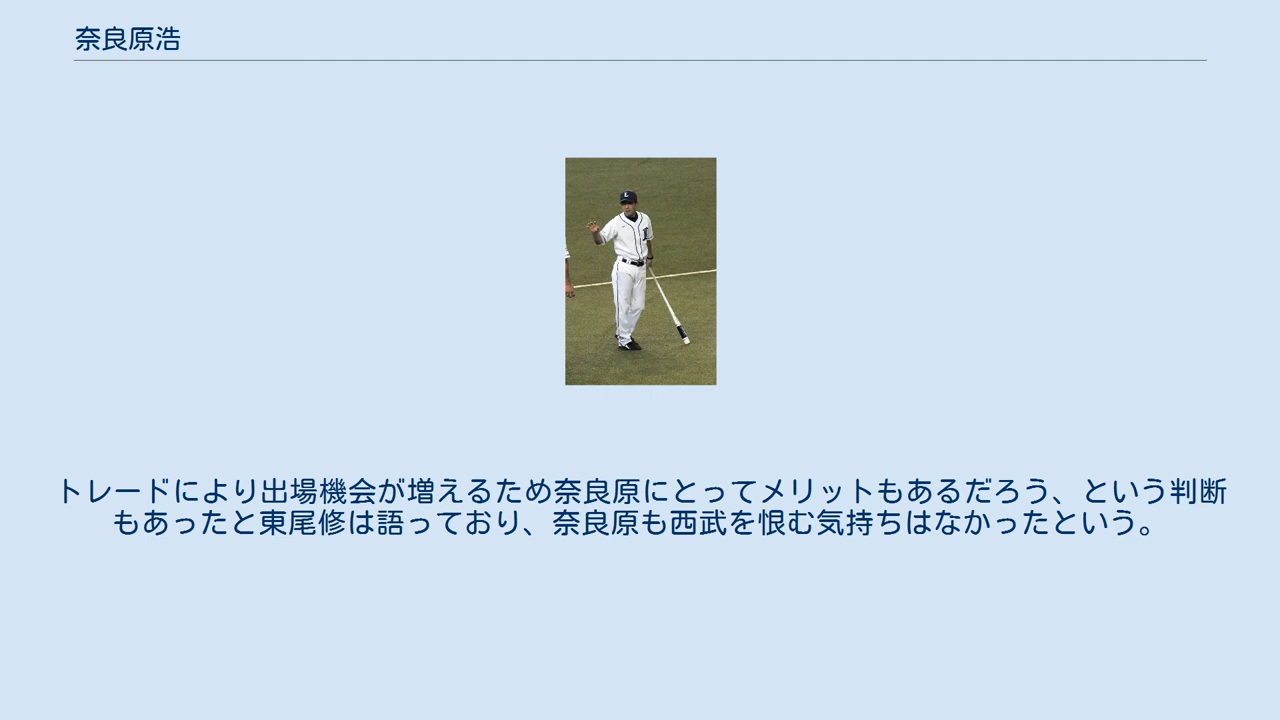 奈良原浩
トレードにより出場機会が増えるため奈良原にとってメリットもあるだろう、という判断
もあったと東尾修は語っており、奈良原も西武を恨む気持ちはなかったという。